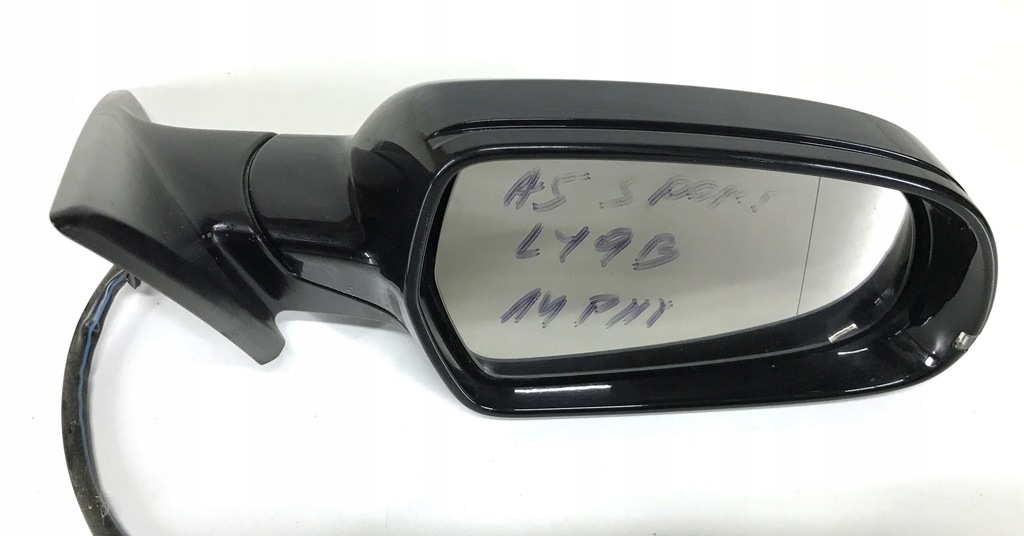 A5 SPORT
LY9B
14 PIN